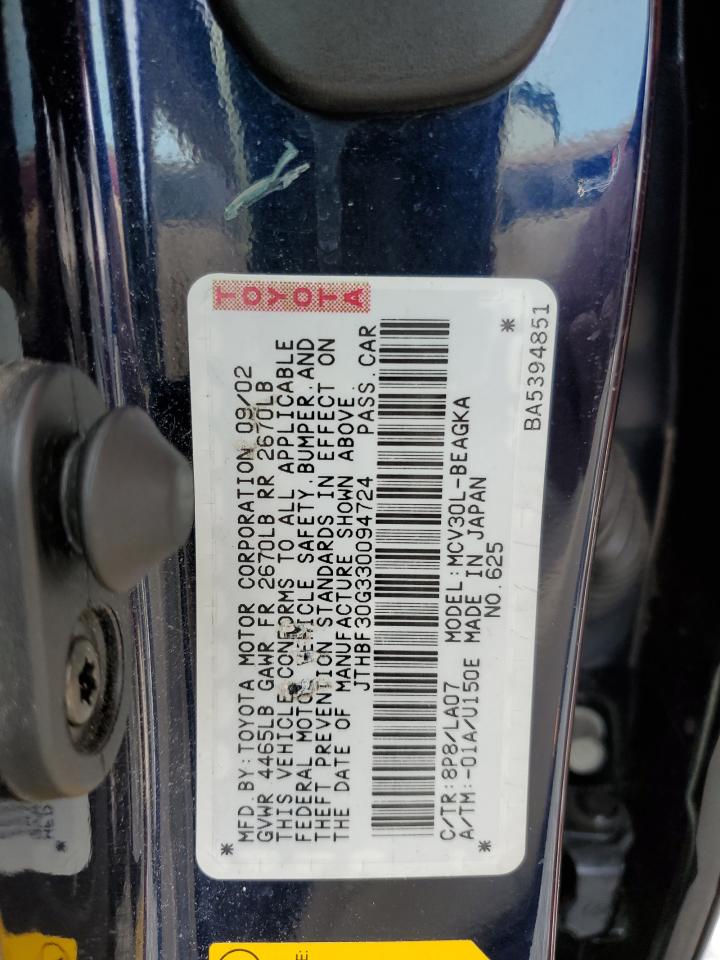 TOYOTA
MFD. BY: TOYOTA MOTOR CORPORATION 09/02
GVWR 4465LB GAWR FR 2670LB RR 2670LB
THIS VEHICLE CONFORMS TO ALL APPLICABLE
FEDERAL MOTOR VEHICLE SAFETY, BUMPER, AND
THEFT PREVENTION STANDARDS IN EFFECT ON
THE DATE OF MANUFACTURE SHOWN ABOVE.
JTHBF30G330094724 PASS. CAR
C/TR: 8P8/LA07 MODEL: MCV30L-BEAGKA
A/TM: -01A/U150E MADE IN JAPAN
* NO. 625 *
BA5394851